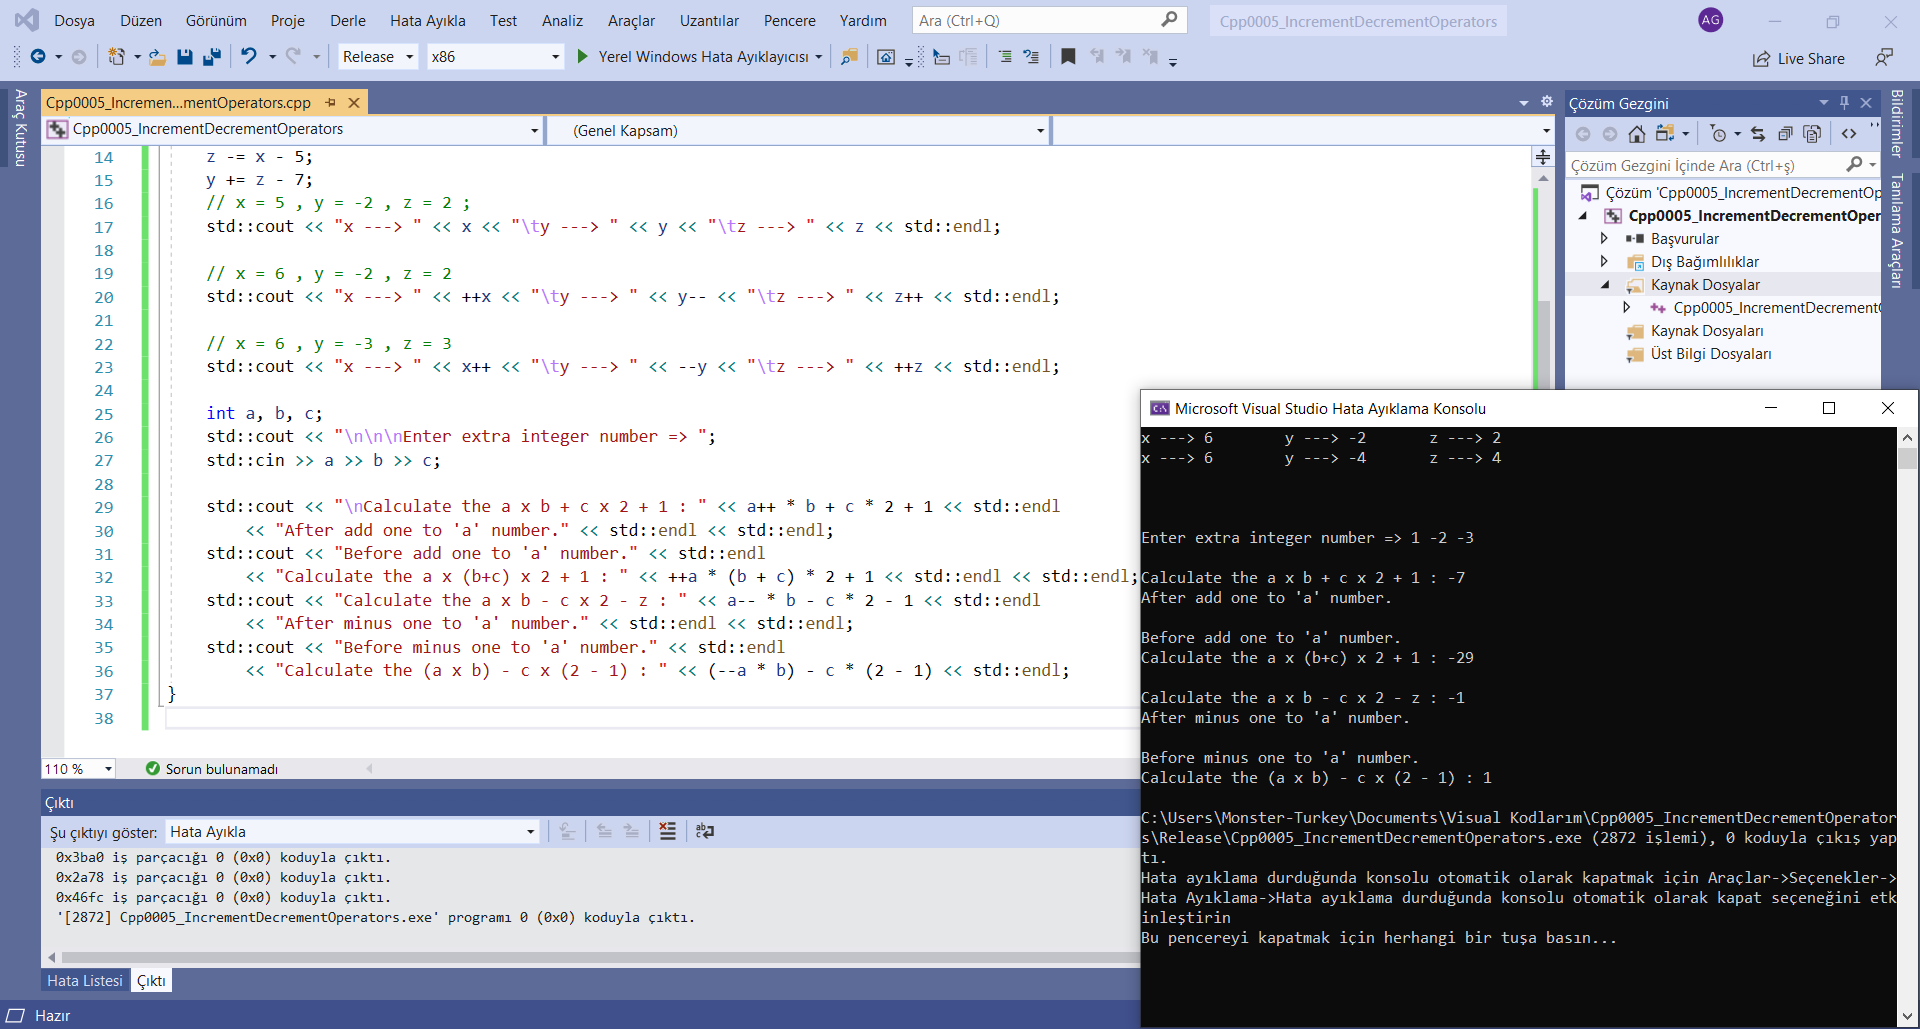 Dosya Düzen Görünüm Proje Derle Hata Ayıkla Test Analiz Araçlar Uzantılar Pencere Yardım Ara (Ctrl+Q) Cpp0005_IncrementDecrementOperators AG
Release x86 Yerel Windows Hata Ayıklayıcısı Live Share
Araç Kutusu
Cpp0005_Incremen...mentOperators.cpp
Cpp0005_IncrementDecrementOperators (Genel Kapsam)
14 z -= x - 5;
15 y += z - 7;
16 // x = 5 , y = -2 , z = 2 ;
17 std::cout << "x ---> " << x << "\ty ---> " << y << "\tz ---> " << z << std::endl;
18
19 // x = 6 , y = -2 , z = 2
20 std::cout << "x ---> " << ++x << "\ty ---> " << y-- << "\tz ---> " << z++ << std::endl;
21
22 // x = 6 , y = -3 , z = 3
23 std::cout << "x ---> " << x++ << "\ty ---> " << --y << "\tz ---> " << ++z << std::endl;
24
25 int a, b, c;
26 std::cout << "\n\n\nEnter extra integer number => ";
27 std::cin >> a >> b >> c;
28
29 std::cout << "\nCalculate the a x b + c x 2 + 1 : " << a++ * b + c * 2 + 1 << std::endl
30 << "After add one to 'a' number." << std::endl << std::endl;
31 std::cout << "Before add one to 'a' number." << std::endl
32 << "Calculate the a x (b+c) x 2 + 1 : " << ++a * (b + c) * 2 + 1 << std::endl << std::endl;
33 std::cout << "Calculate the a x b - c x 2 - z : " << a-- * b - c * 2 - 1 << std::endl
34 << "After minus one to 'a' number." << std::endl << std::endl;
35 std::cout << "Before minus one to 'a' number." << std::endl
36 << "Calculate the (a x b) - c x (2 - 1) : " << (--a * b) - c * (2 - 1) << std::endl;
37 }
38
110 % Sorun bulunamadı
Çıktı
Şu çıktıyı göster: Hata Ayıkla
0x3ba0 iş parçacığı 0 (0x0) koduyla çıktı.
0x2a78 iş parçacığı 0 (0x0) koduyla çıktı.
0x46fc iş parçacığı 0 (0x0) koduyla çıktı.
'[2872] Cpp0005_IncrementDecrementOperators.exe' programı 0 (0x0) koduyla çıktı.
Hata Listesi Çıktı
Hazır
Çözüm Gezgini
Çözüm Gezgini İçinde Ara (Ctrl+ş)
Çözüm 'Cpp0005_IncrementDecrementOp
Cpp0005_IncrementDecrementOper
Başvurular
Dış Bağımlılıklar
Kaynak Dosyalar
Cpp0005_IncrementDecrement
Kaynak Dosyaları
Üst Bilgi Dosyaları
Bildirimler
Tanılama Araçları
Microsoft Visual Studio Hata Ayıklama Konsolu
x ---> 6 y ---> -2 z ---> 2
x ---> 6 y ---> -4 z ---> 4
Enter extra integer number => 1 -2 -3
Calculate the a x b + c x 2 + 1 : -7
After add one to 'a' number.
Before add one to 'a' number.
Calculate the a x (b+c) x 2 + 1 : -29
Calculate the a x b - c x 2 - z : -1
After minus one to 'a' number.
Before minus one to 'a' number.
Calculate the (a x b) - c x (2 - 1) : 1
C:\Users\Monster-Turkey\Documents\Visual Kodlarım\Cpp0005_IncrementDecrementOperator
s\Release\Cpp0005_IncrementDecrementOperators.exe (2872 işlemi), 0 koduyla çıkış yap
tı.
Hata ayıklama durduğunda konsolu otomatik olarak kapatmak için Araçlar->Seçenekler->
Hata Ayıklama->Hata ayıklama durduğunda konsolu otomatik olarak kapat seçeneğini etk
inleştirin
Bu pencereyi kapatmak için herhangi bir tuşa basın...